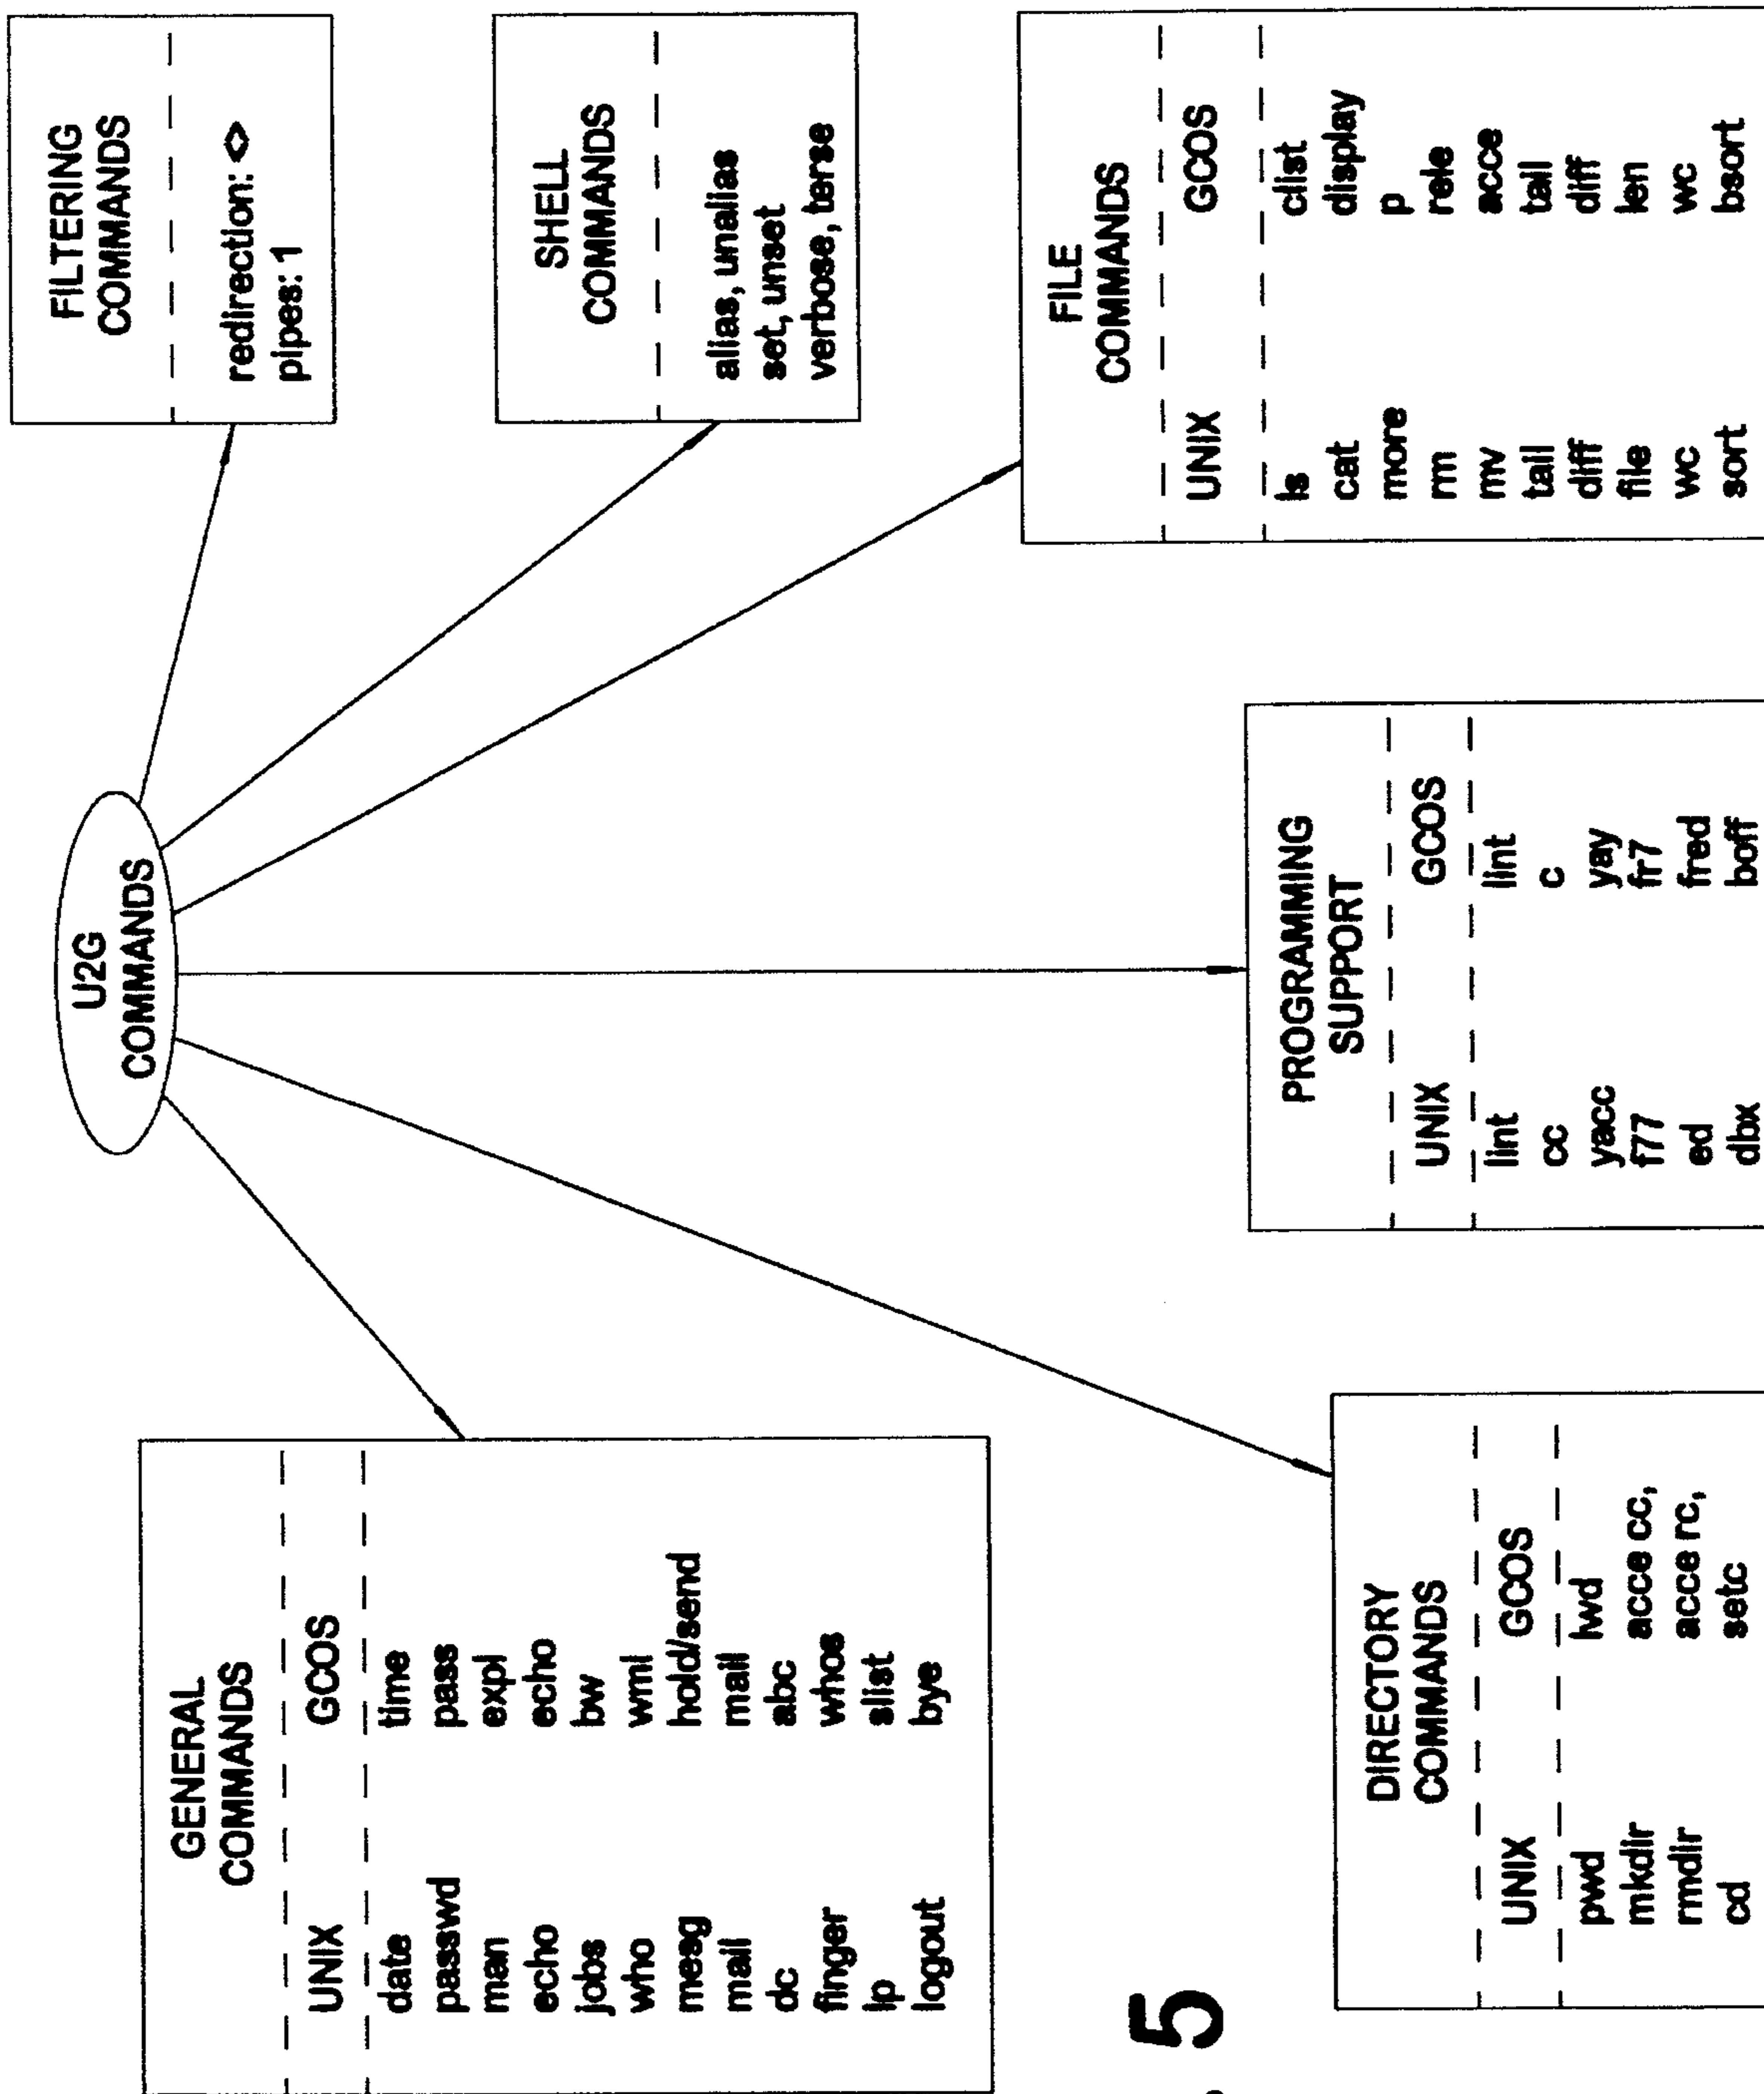 U2G
COMMANDS
GENERAL
COMMANDS
UNIX GCOS
date time
passwd pass
man expl
echo echo
jobs bw
who wml
mesg hold/send
mail mail
dc abc
finger whos
lp slist
logout bye
DIRECTORY
COMMANDS
UNIX GCOS
pwd lwd
mkdir acce cc,
rmdir acce rc,
cd setc
PROGRAMMING
SUPPORT
UNIX GCOS
lint lint
cc c
yacc yay
f77 fr7
ed fred
dbx boff
FILE
COMMANDS
UNIX GCOS
ls clist
cat display
more p
rm rele
mv acce
tail tail
diff diff
file len
wc wc
sort bsort
SHELL
COMMANDS
alias, unalias
set, unset
verbose, terse
FILTERING
COMMANDS
redirection: <>
pipes: 1
5